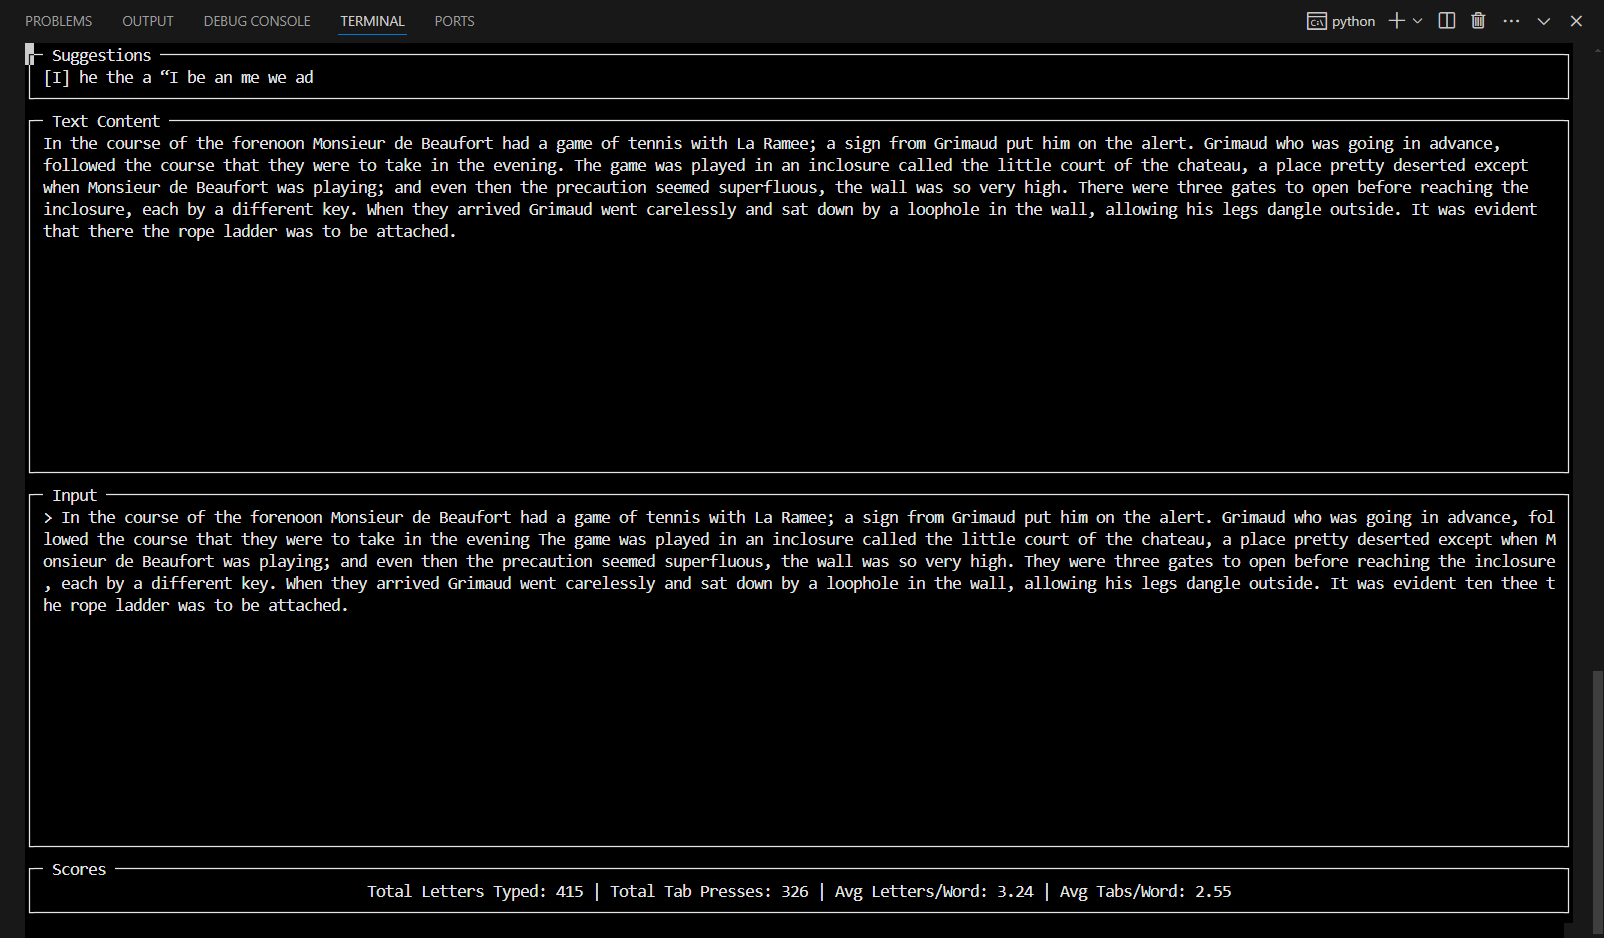 PROBLEMS OUTPUT DEBUG CONSOLE TERMINAL PORTS python
Suggestions
[I] he the a “I be an me we ad
Text Content
In the course of the forenoon Monsieur de Beaufort had a game of tennis with La Ramee; a sign from Grimaud put him on the alert. Grimaud who was going in advance,
followed the course that they were to take in the evening. The game was played in an inclosure called the little court of the chateau, a place pretty deserted except
when Monsieur de Beaufort was playing; and even then the precaution seemed superfluous, the wall was so very high. There were three gates to open before reaching the
inclosure, each by a different key. When they arrived Grimaud went carelessly and sat down by a loophole in the wall, allowing his legs dangle outside. It was evident
that there the rope ladder was to be attached.
Input
> In the course of the forenoon Monsieur de Beaufort had a game of tennis with La Ramee; a sign from Grimaud put him on the alert. Grimaud who was going in advance, fol
lowed the course that they were to take in the evening The game was played in an inclosure called the little court of the chateau, a place pretty deserted except when M
onsieur de Beaufort was playing; and even then the precaution seemed superfluous, the wall was so very high. They were three gates to open before reaching the inclosure
, each by a different key. When they arrived Grimaud went carelessly and sat down by a loophole in the wall, allowing his legs dangle outside. It was evident ten thee t
he rope ladder was to be attached.
Scores
Total Letters Typed: 415 | Total Tab Presses: 326 | Avg Letters/Word: 3.24 | Avg Tabs/Word: 2.55